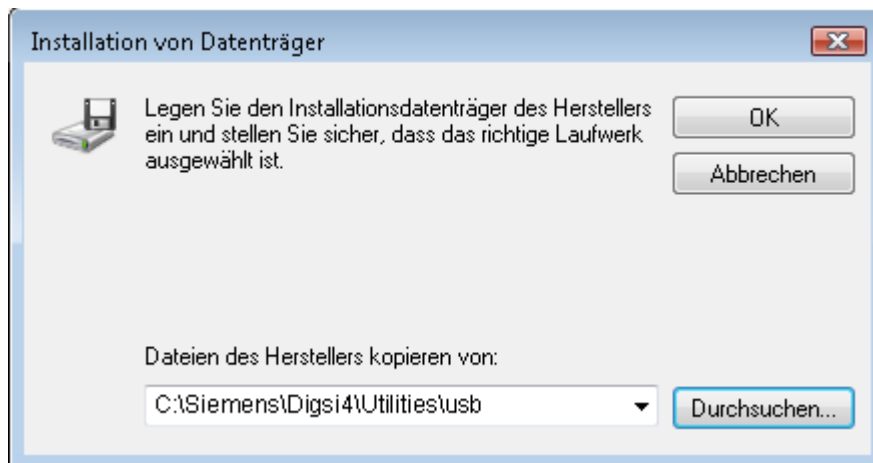 Installation von Datenträger
Legen Sie den Installationsdatenträger des Herstellers
ein und stellen Sie sicher, dass das richtige Laufwerk
ausgewählt ist.
OK
Abbrechen
Dateien des Herstellers kopieren von:
C:\Siemens\Digsi4\Utilities\usb
Durchsuchen...